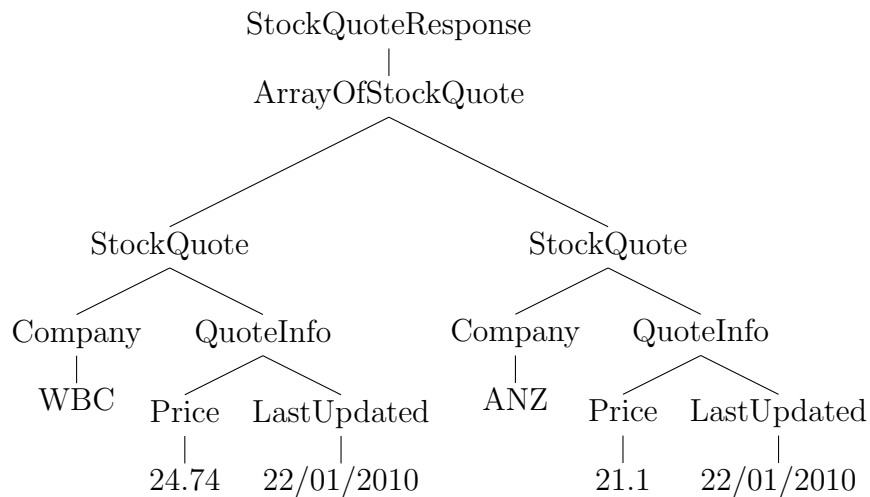 StockQuoteResponse
ArrayOfStockQuote
StockQuote StockQuote
Company QuoteInfo Company QuoteInfo
WBC Price LastUpdated ANZ Price LastUpdated
24.74 22/01/2010 21.1 22/01/2010